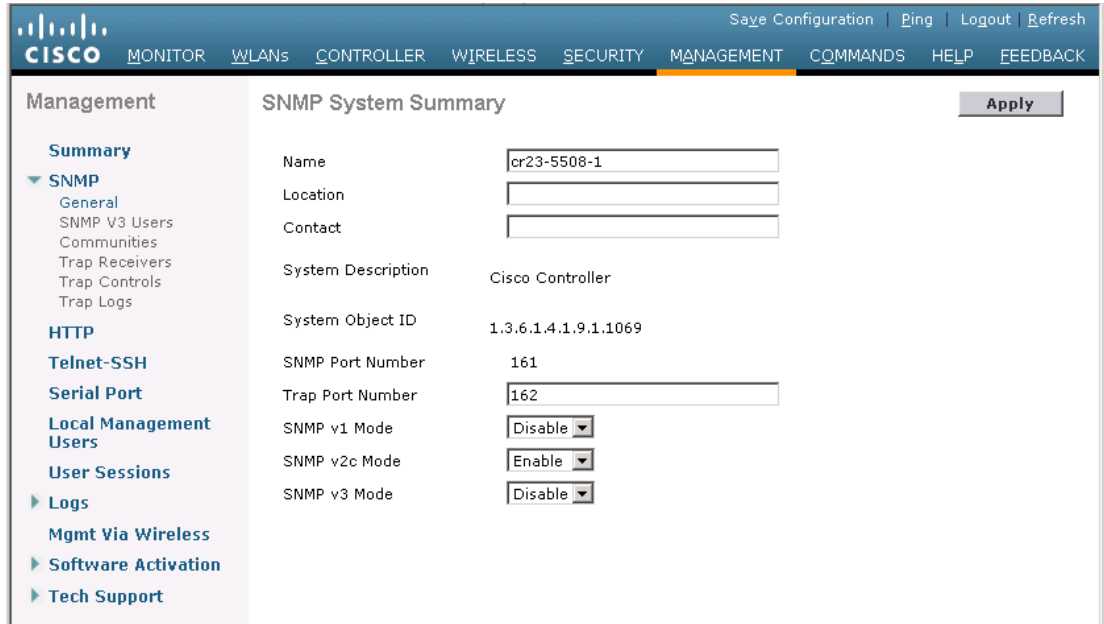 Save Configuration | Ping | Logout | Refresh
CISCO MONITOR WLANs CONTROLLER WIRELESS SECURITY MANAGEMENT COMMANDS HELP FEEDBACK
Management
Summary
SNMP
General
SNMP V3 Users
Communities
Trap Receivers
Trap Controls
Trap Logs
HTTP
Telnet-SSH
Serial Port
Local Management
Users
User Sessions
Logs
Mgmt Via Wireless
Software Activation
Tech Support
SNMP System Summary
Apply
Name cr23-5508-1
Location
Contact
System Description Cisco Controller
System Object ID 1.3.6.1.4.1.9.1.1069
SNMP Port Number 161
Trap Port Number 162
SNMP v1 Mode Disable
SNMP v2c Mode Enable
SNMP v3 Mode Disable